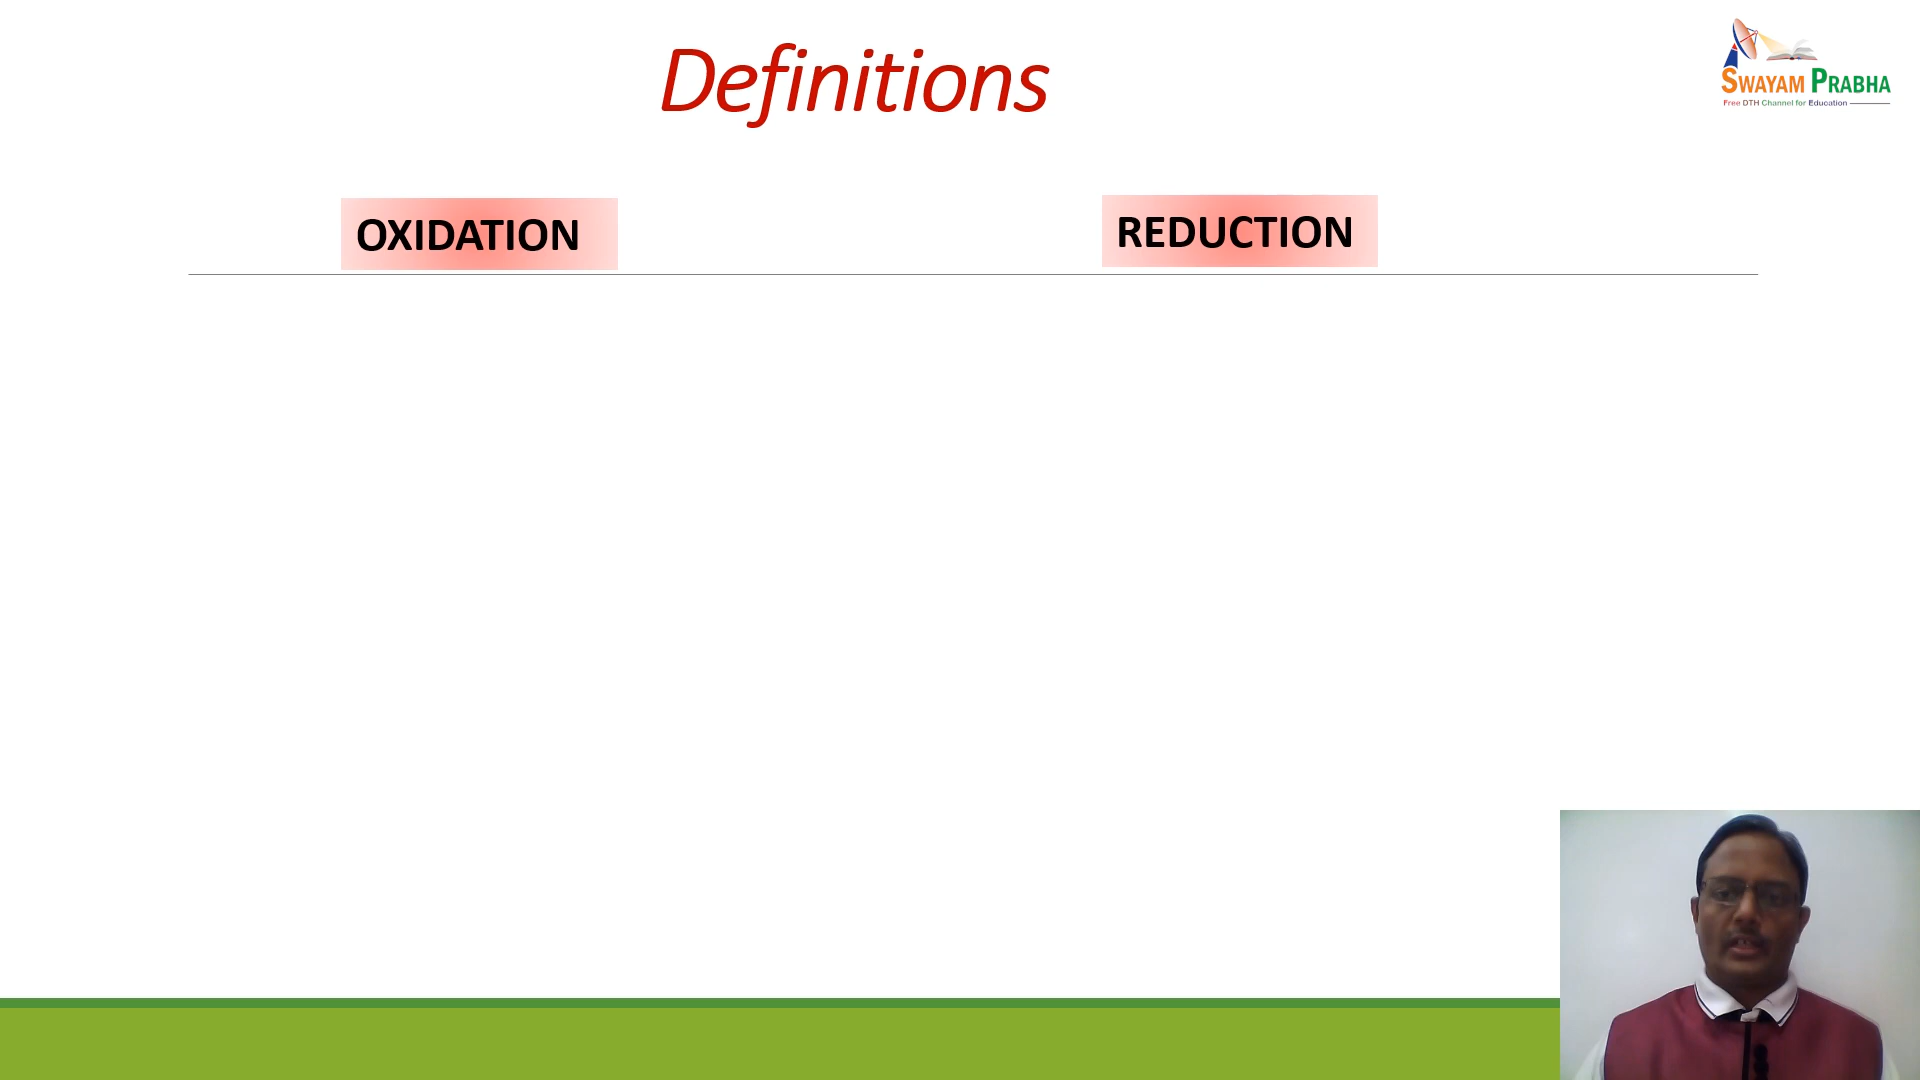 Definitions
SWAYAM PRABHA
Free DTH Channel for Education
OXIDATION
REDUCTION